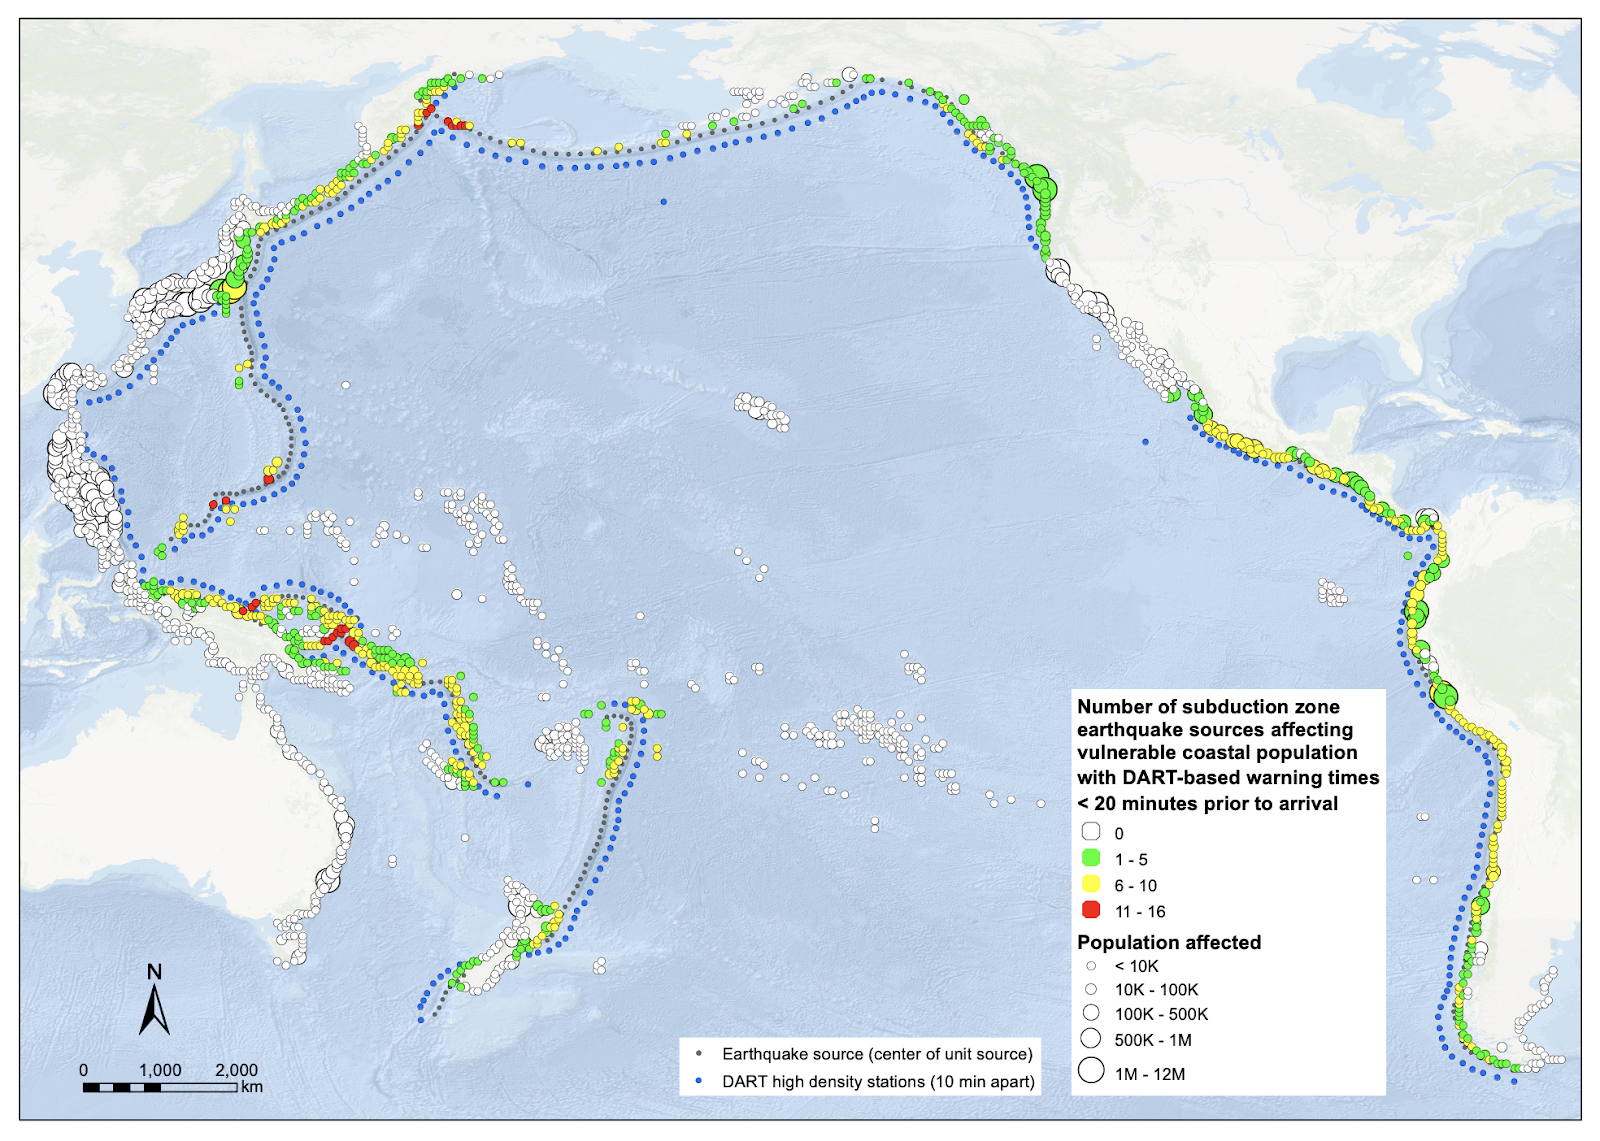 Number of subduction zone
earthquake sources affecting
vulnerable coastal population
with DART-based warning times
< 20 minutes prior to arrival
0
1 - 5
6 - 10
11 - 16
Population affected
< 10K
10K - 100K
100K - 500K
500K - 1M
1M - 12M
N
0 1,000 2,000
km
Earthquake source (center of unit source)
DART high density stations (10 min apart)